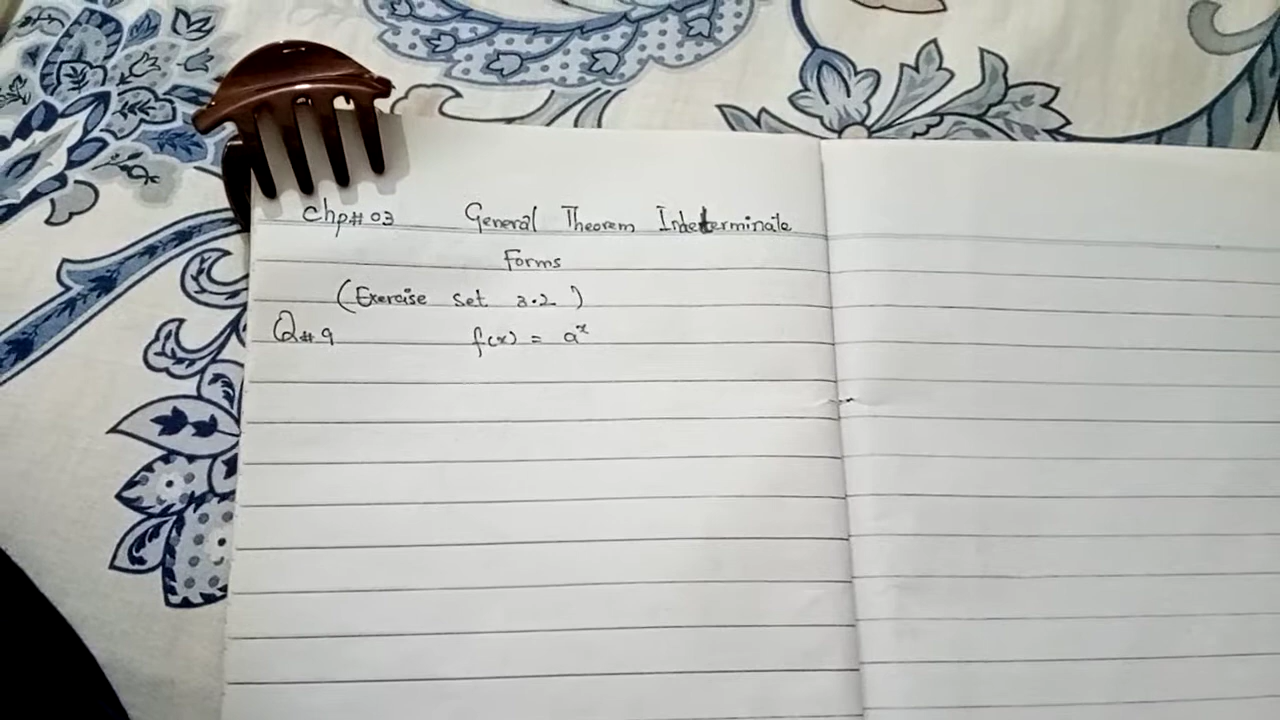 Chp# 03 General Theorem Indeterminate
Forms
(Exercise Set 3.2)
Q#9 f(x) = a^x